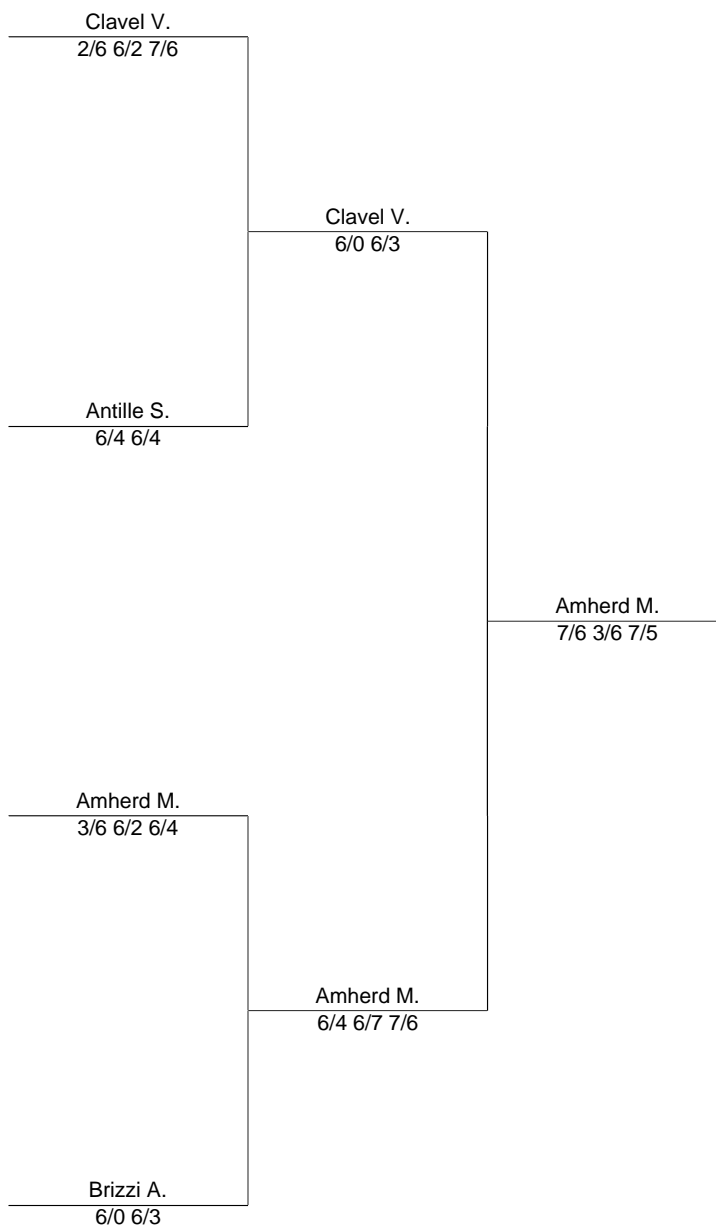 Clavel V.
2/6 6/2 7/6
Clavel V.
6/0 6/3
Antille S.
6/4 6/4
Amherd M.
7/6 3/6 7/5
Amherd M.
3/6 6/2 6/4
Amherd M.
6/4 6/7 7/6
Brizzi A.
6/0 6/3